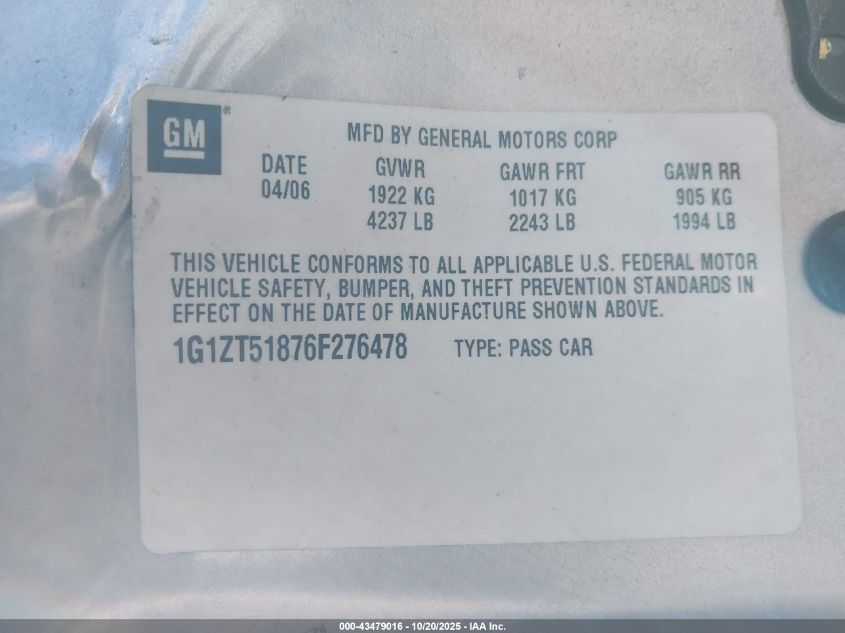 GM®
MFD BY GENERAL MOTORS CORP
DATE GVWR GAWR FRT GAWR RR
04/06 1922 KG 1017 KG 905 KG
4237 LB 2243 LB 1994 LB
THIS VEHICLE CONFORMS TO ALL APPLICABLE U.S. FEDERAL MOTOR
VEHICLE SAFETY, BUMPER, AND THEFT PREVENTION STANDARDS IN
EFFECT ON THE DATE OF MANUFACTURE SHOWN ABOVE.
1G1ZT51876F276478 TYPE: PASS CAR
000-43479016 - 10/20/2025 - IAA Inc.